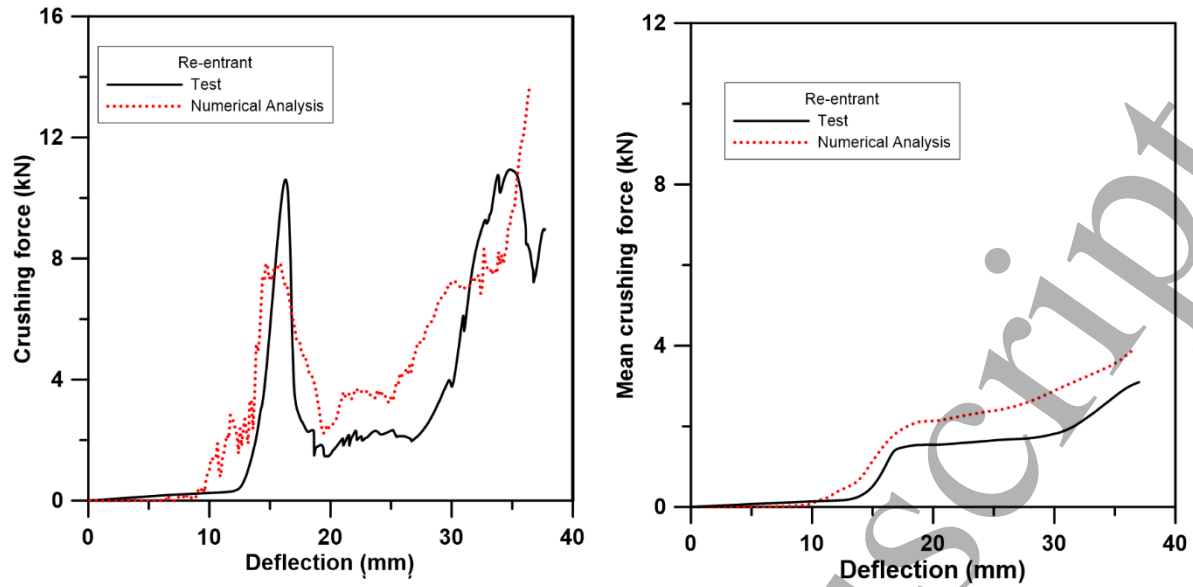 16
12
8
4
0
Crushing force (kN)
Re-entrant
Test
Numerical Analysis
0 10 20 30 40
Deflection (mm)
12
8
4
0
Mean crushing force (kN)
Re-entrant
Test
Numerical Analysis
0 10 20 30 40
Deflection (mm)
script